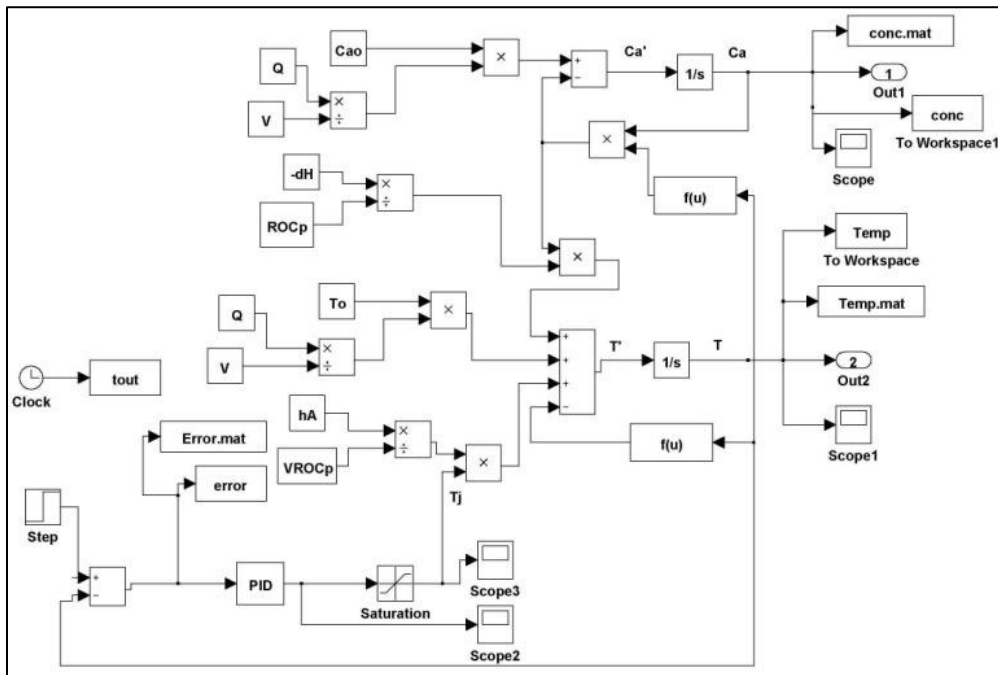 Cao
×
+
−
Ca'
1/s
Ca
conc.mat
1
Out1
Q
V
×
÷
conc
To Workspace1
×
Scope
-dH
ROCp
×
÷
f(u)
Temp
To Workspace
×
Temp.mat
To
×
Q
V
×
÷
+
+
+
−
T'
1/s
T
2
Out2
Clock
tout
hA
VROCp
×
÷
×
f(u)
Scope1
Error.mat
error
Tj
Step
+
−
PID
Saturation
Scope3
Scope2